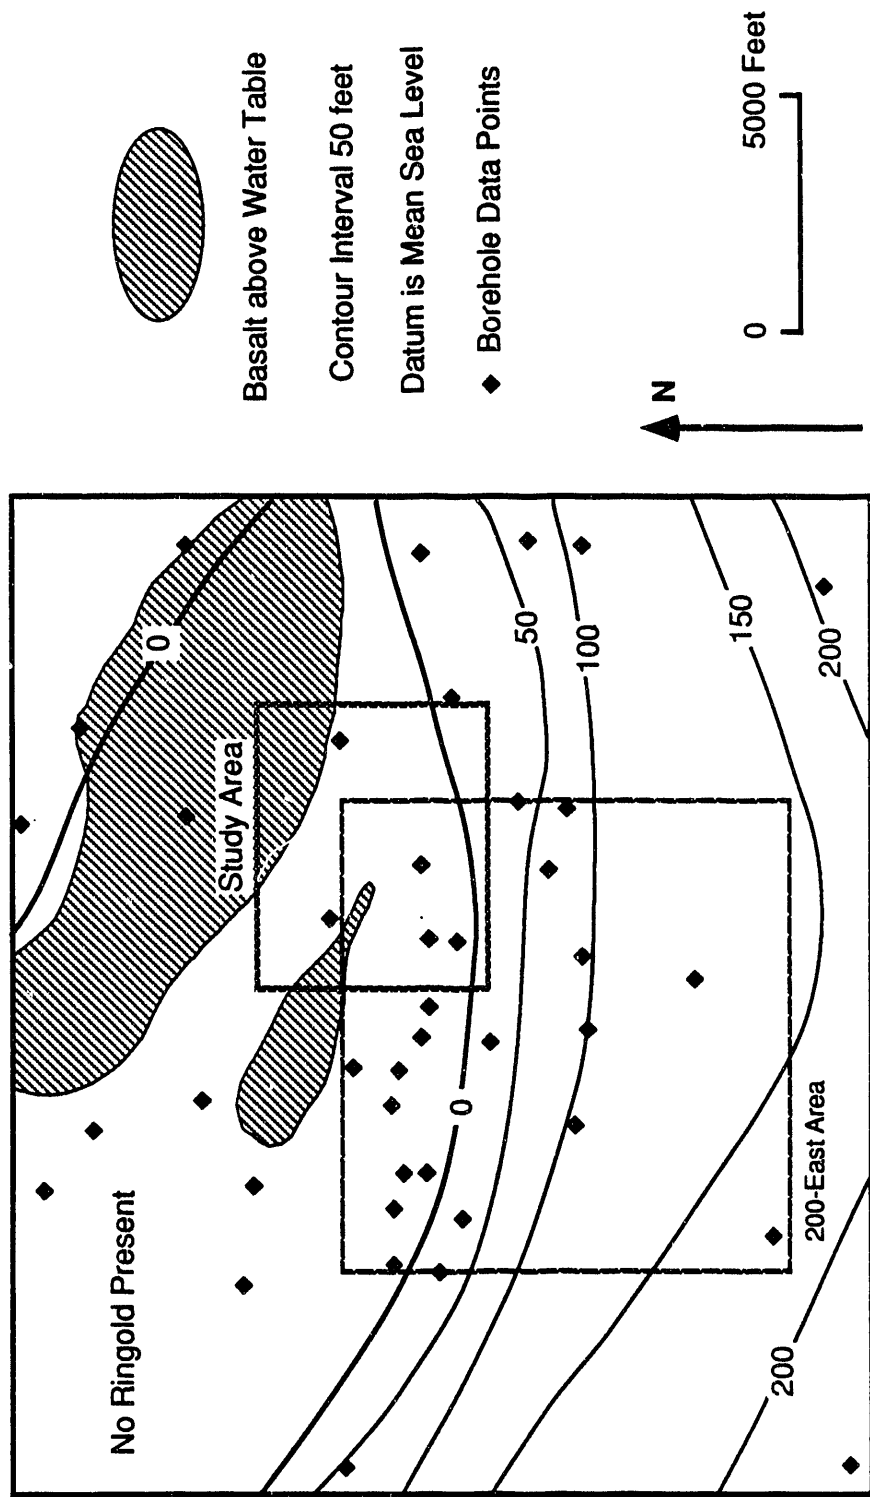 No Ringold Present
Study Area
0
0
50
100
150
200
200
200-East Area
Basalt above Water Table
Contour Interval 50 feet
Datum is Mean Sea Level
Borehole Data Points
N
0 5000 Feet